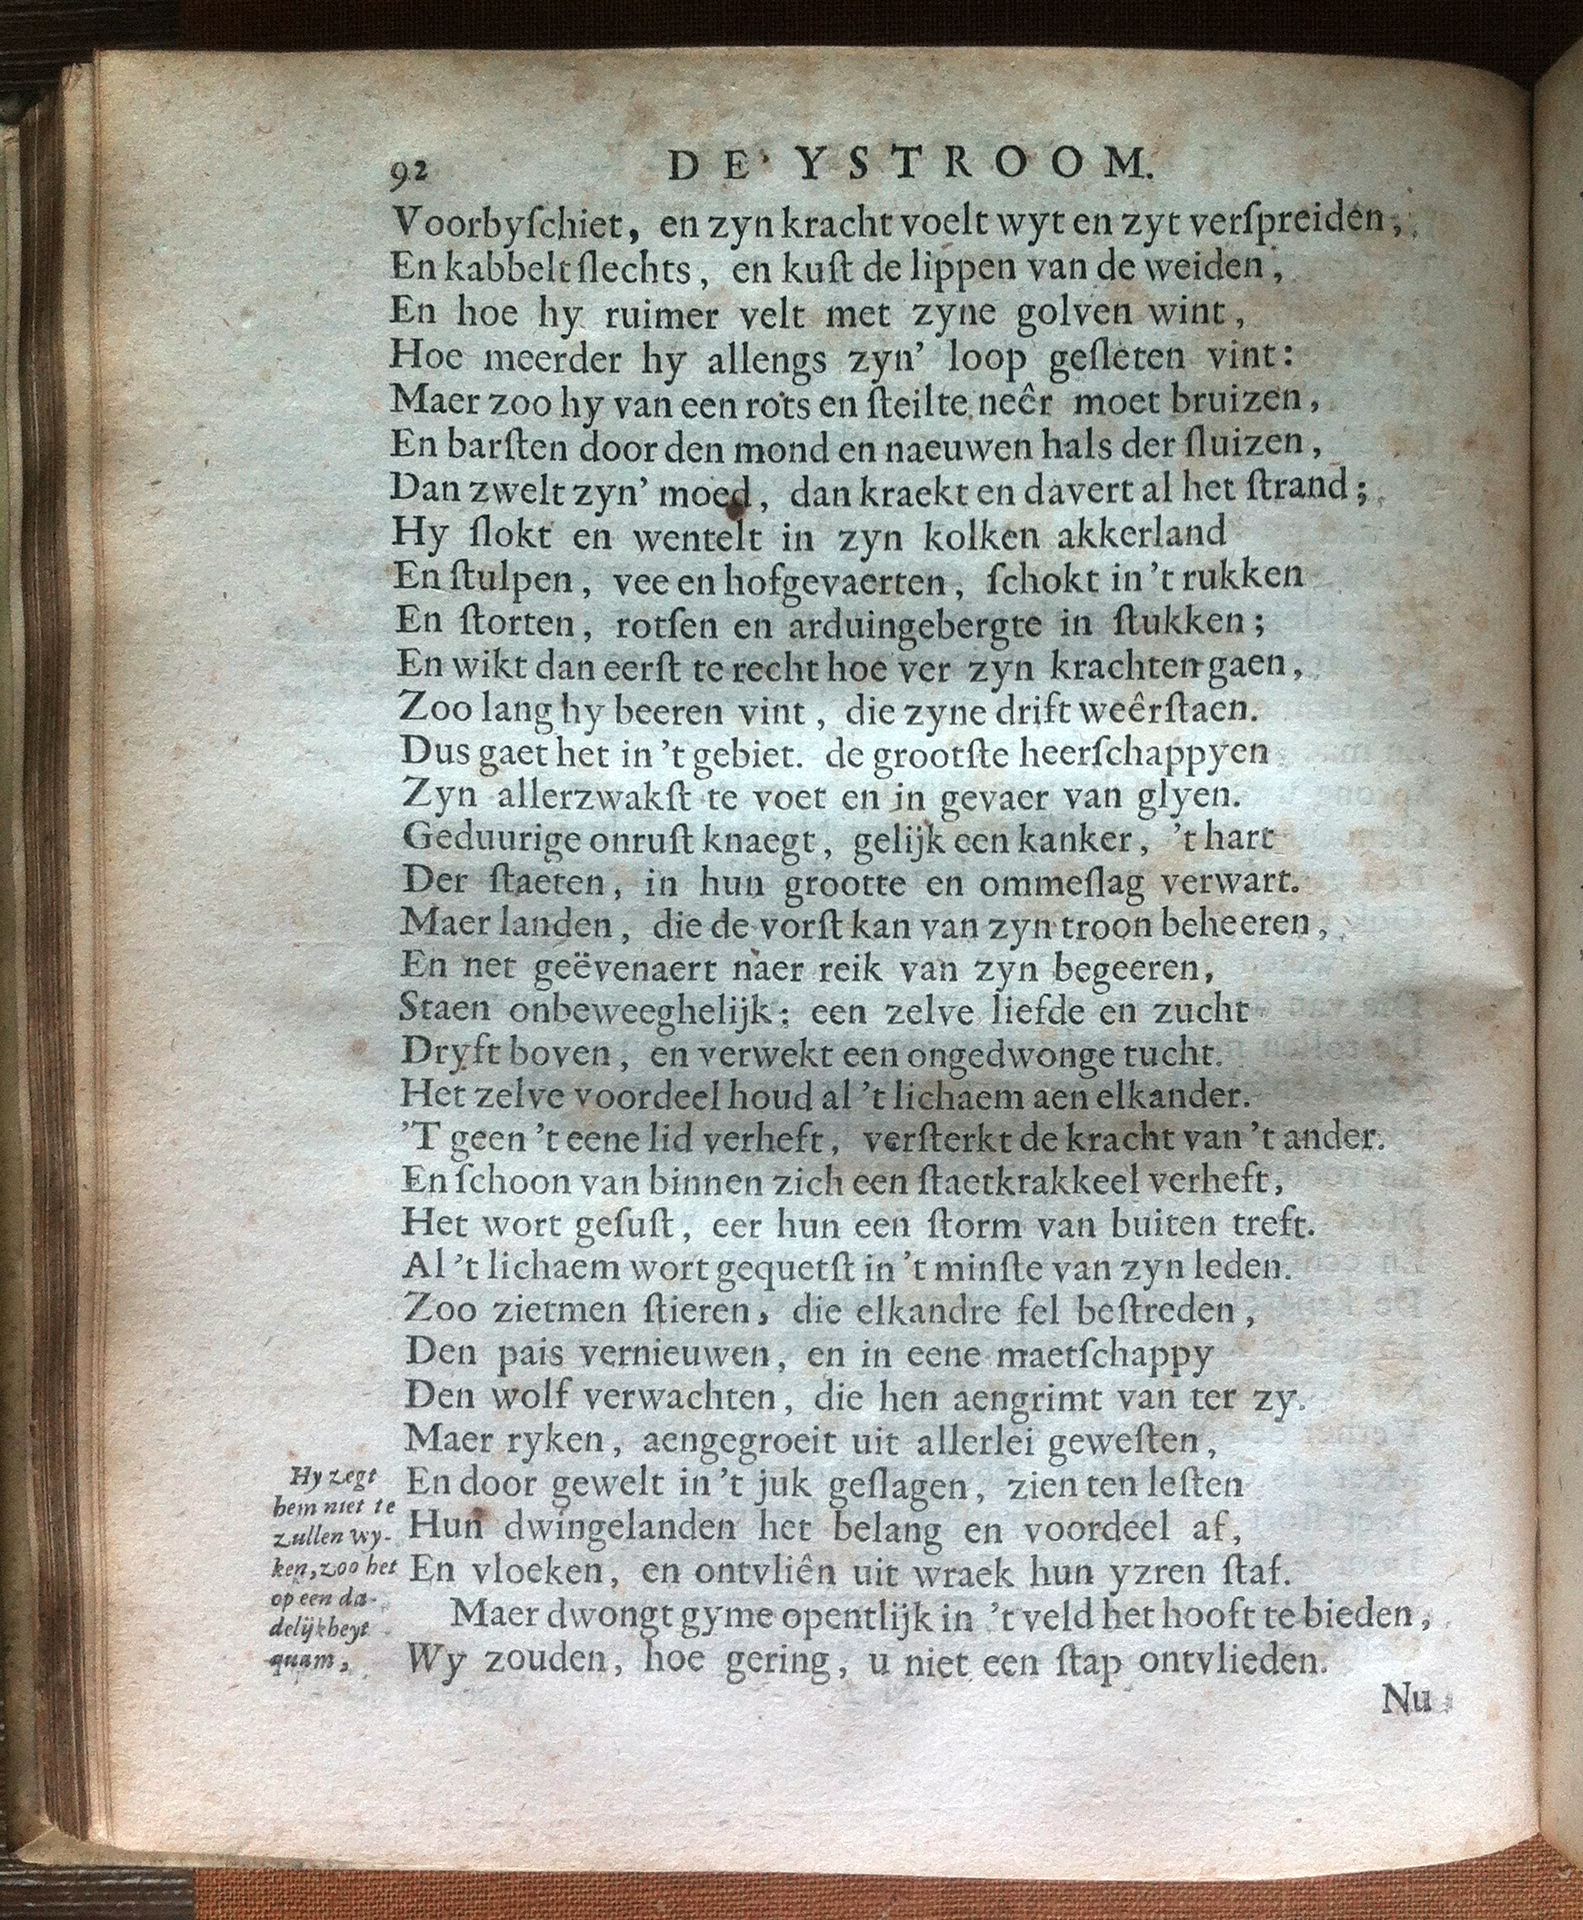 92 DE YSTROOM.
Voorbyſchiet, en zyn kracht voelt wyt en zyt verſpreiden,
En kabbelt ſlechts, en kuſt de lippen van de weiden,
En hoe hy ruimer velt met zyne golven wint,
Hoe meerder hy allengs zyn' loop geſleten vint:
Maer zoo hy van een rots en ſteilte neêr moet bruizen,
En barſten door den mond en naeuwen hals der ſluizen,
Dan zwelt zyn' moed, dan kraekt en davert al het ſtrand;
Hy ſlokt en wentelt in zyn kolken akkerland
En ſtulpen, vee en hofgevaerten, ſchokt in 't rukken
En ſtorten, rotſen en arduingebergte in ſtukken;
En wikt dan eerſt te recht hoe ver zyn krachten gaen,
Zoo lang hy beeren vint, die zyne drift weêrſtaen.
Dus gaet het in 't gebiet. de grootſte heerſchappyen
Zyn allerzwakſt te voet en in gevaer van glyen.
Geduurige onruſt knaegt, gelijk een kanker, 't hart
Der ſtaeten, in hun grootte en ommeſlag verwart.
Maer landen, die de vorſt kan van zyn troon beheeren,
En net geëvenaert naer reik van zyn begeeren,
Staen onbeweeghelijk: een zelve liefde en zucht
Dryft boven, en verwekt een ongedwonge tucht.
Het zelve voordeel houd al 't lichaem aen elkander.
'T geen 't eene lid verheft, verſterkt de kracht van 't ander.
En ſchoon van binnen zich een ſtaetkrakkeel verheft,
Het wort geſuſt, eer hun een ſtorm van buiten treft.
Al 't lichaem wort gequetſt in 't minſte van zyn leden.
Zoo zietmen ſtieren, die elkandre fel beſtreden,
Den pais vernieuwen, en in eene maetſchappy
Den wolf verwachten, die hen aengrimt van ter zy.
Maer ryken, aengegroeit uit allerlei geweſten,
En door gewelt in 't juk geſlagen, zien ten leſten
Hun dwingelanden het belang en voordeel af,
En vloeken, en ontvliên uit wraek hun yzren ſtaf.
Maer dwongt gy me opentlijk in 't veld het hooft te bieden,
Wy zouden, hoe gering, u niet een ſtap ontvlieden.
Hy zegt
hem niet te
zullen wy-
ken, zoo het
op een da-
delijkheyt
quam,
Nu